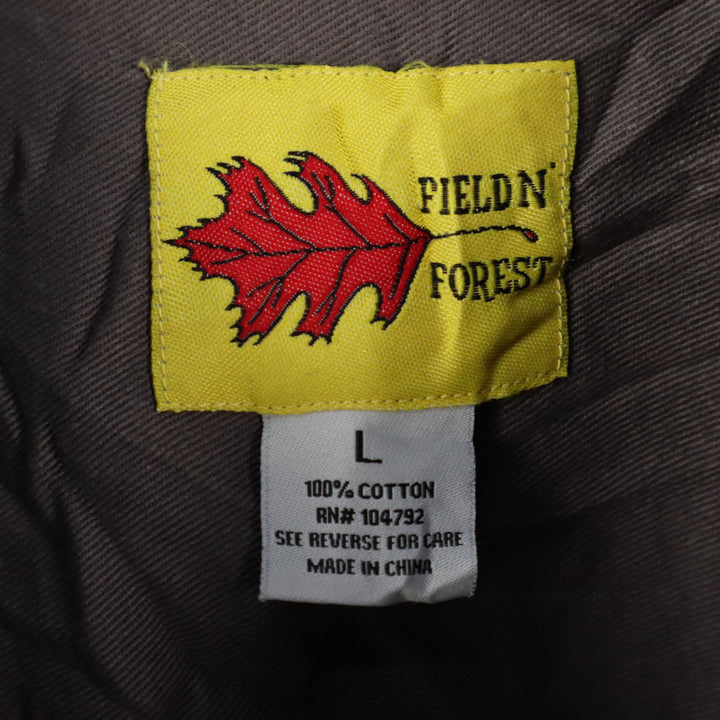 FIELD N'
FOREST
L
100% COTTON
RN# 104792
SEE REVERSE FOR CARE
MADE IN CHINA